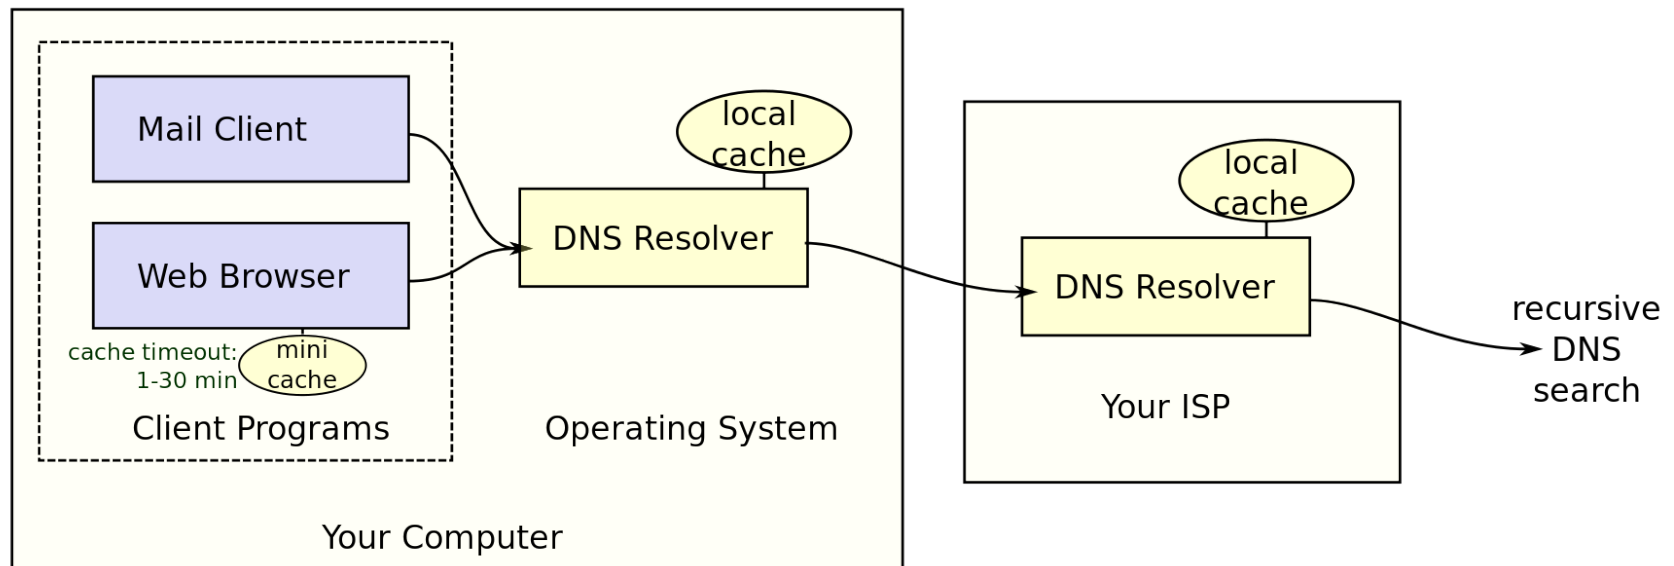 Mail Client
Web Browser
cache timeout:
1-30 min
mini
cache
Client Programs
local
cache
DNS Resolver
Operating System
Your Computer
local
cache
DNS Resolver
Your ISP
recursive
DNS
search